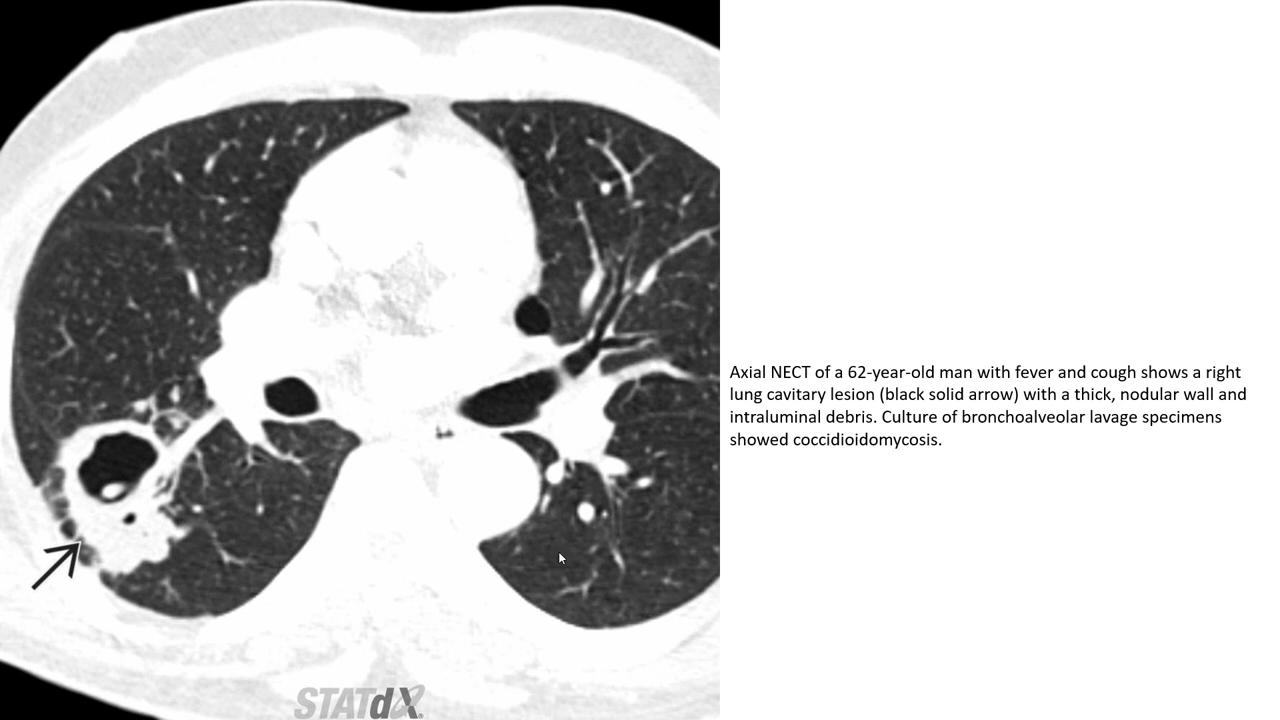 Axial NECT of a 62-year-old man with fever and cough shows a right
lung cavitary lesion (black solid arrow) with a thick, nodular wall and
intraluminal debris. Culture of bronchoalveolar lavage specimens
showed coccidioidomycosis.
STATdX